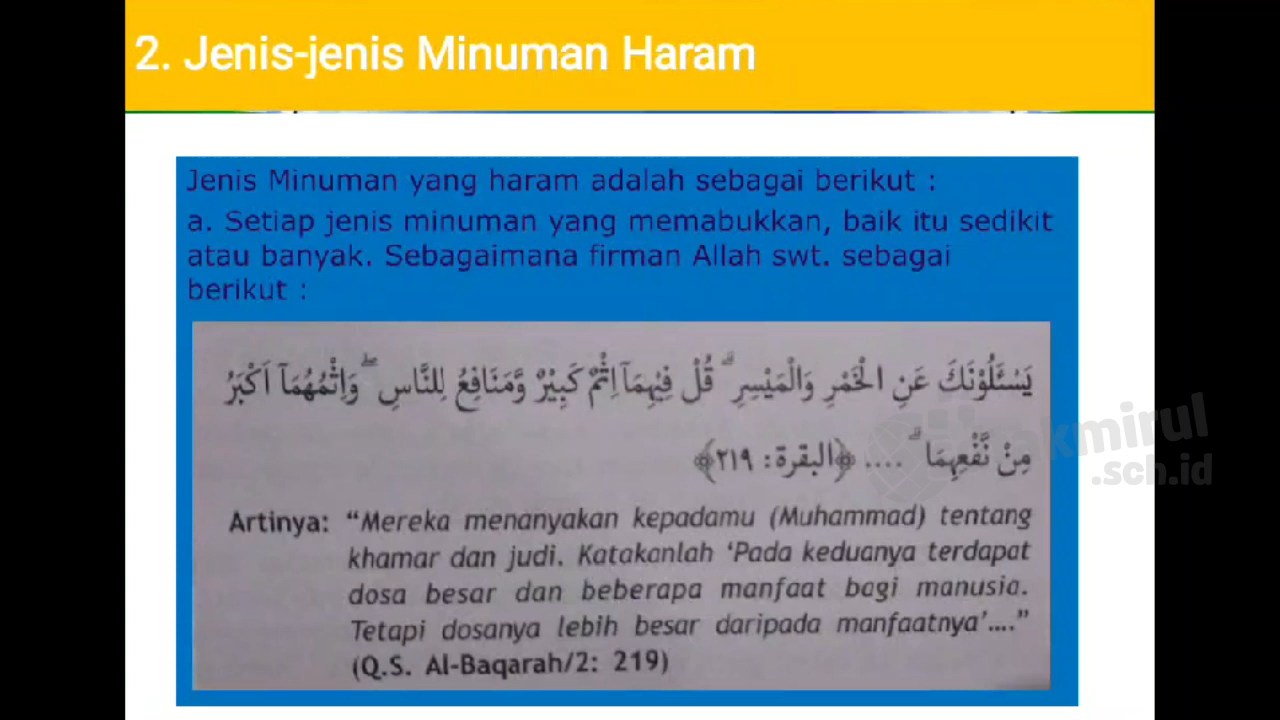 2. Jenis-jenis Minuman Haram
Jenis Minuman yang haram adalah sebagai berikut :
a. Setiap jenis minuman yang memabukkan, baik itu sedikit
atau banyak. Sebagaimana firman Allah swt. sebagai
berikut :
يَسْـَٔلُوْنَكَ عَنِ الْخَمْرِ وَالْمَيْسِرِۗ قُلْ فِيْهِمَآ اِثْمٌ كَبِيْرٌ وَّمَنَافِعُ لِلنَّاسِۖ وَاِثْمُهُمَآ اَكْبَرُ
مِنْ نَّفْعِهِمَاۗ .... ﴿البقرة: ٢١٩﴾
Artinya: “Mereka menanyakan kepadamu (Muhammad) tentang
khamar dan judi. Katakanlah ‘Pada keduanya terdapat
dosa besar dan beberapa manfaat bagi manusia.
Tetapi dosanya lebih besar daripada manfaatnya’....”
(Q.S. Al-Baqarah/2: 219)
akmirul
.sch.id